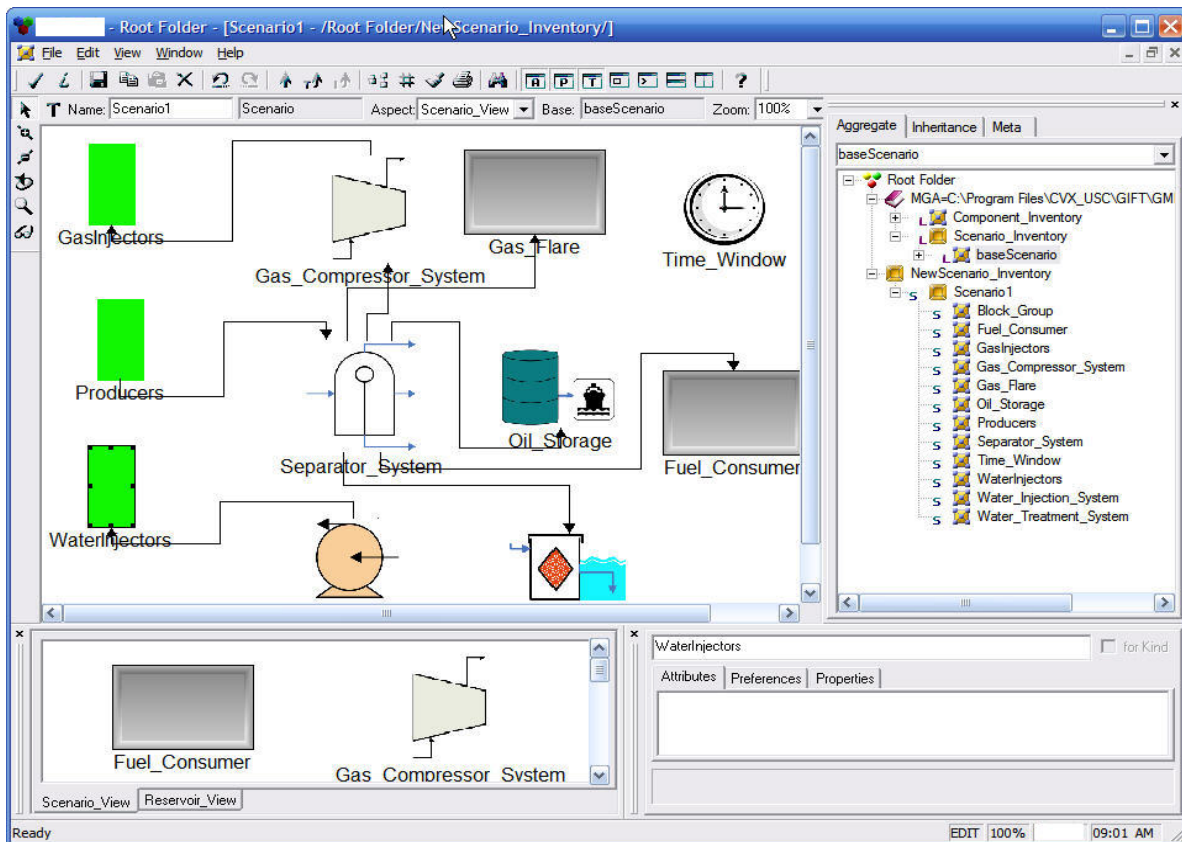 - Root Folder - [Scenario1 - /Root Folder/NewScenario_Inventory/]
File Edit View Window Help
Name: Scenario1 Scenario Aspect: Scenario_View Base: baseScenario Zoom: 100%
GasInjectors
Gas_Compressor_System
Gas_Flare
Time_Window
Producers
Separator_System
Oil_Storage
Fuel_Consumer
WaterInjectors
Aggregate Inheritance Meta
baseScenario
Root Folder
MGA=C:\Program Files\CVX_USC\GIFT\GM
L Component_Inventory
L Scenario_Inventory
L baseScenario
NewScenario_Inventory
S Scenario1
S Block_Group
S Fuel_Consumer
S GasInjectors
S Gas_Compressor_System
S Gas_Flare
S Oil_Storage
S Producers
S Separator_System
S Time_Window
S WaterInjectors
S Water_Injection_System
S Water_Treatment_System
Fuel_Consumer
Gas_Compressor_System
Scenario_View Reservoir_View
WaterInjectors for Kind
Attributes Preferences Properties
Ready EDIT 100% 09:01 AM